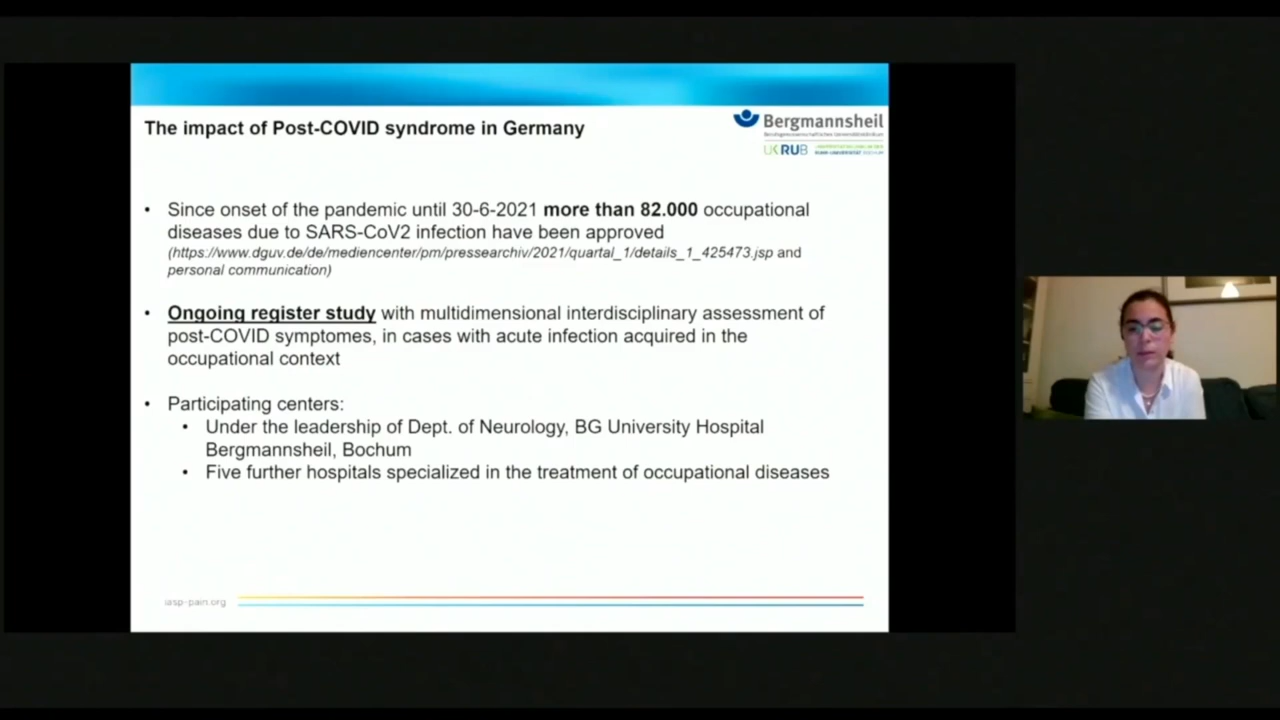 The impact of Post-COVID syndrome in Germany
Bergmannsheil
UK RUB
• Since onset of the pandemic until 30-6-2021 more than 82.000 occupational
diseases due to SARS-CoV2 infection have been approved
(https://www.dguv.de/de/mediencenter/pm/pressearchiv/2021/quartal_1/details_1_425473.jsp and
personal communication)
• Ongoing register study with multidimensional interdisciplinary assessment of
post-COVID symptomes, in cases with acute infection acquired in the
occupational context
• Participating centers:
• Under the leadership of Dept. of Neurology, BG University Hospital
Bergmannsheil, Bochum
• Five further hospitals specialized in the treatment of occupational diseases
iasp-pain.org